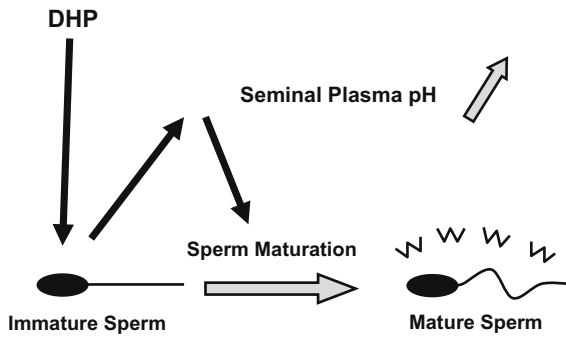 DHP
Seminal Plasma pH
Sperm Maturation
Immature Sperm
Mature Sperm